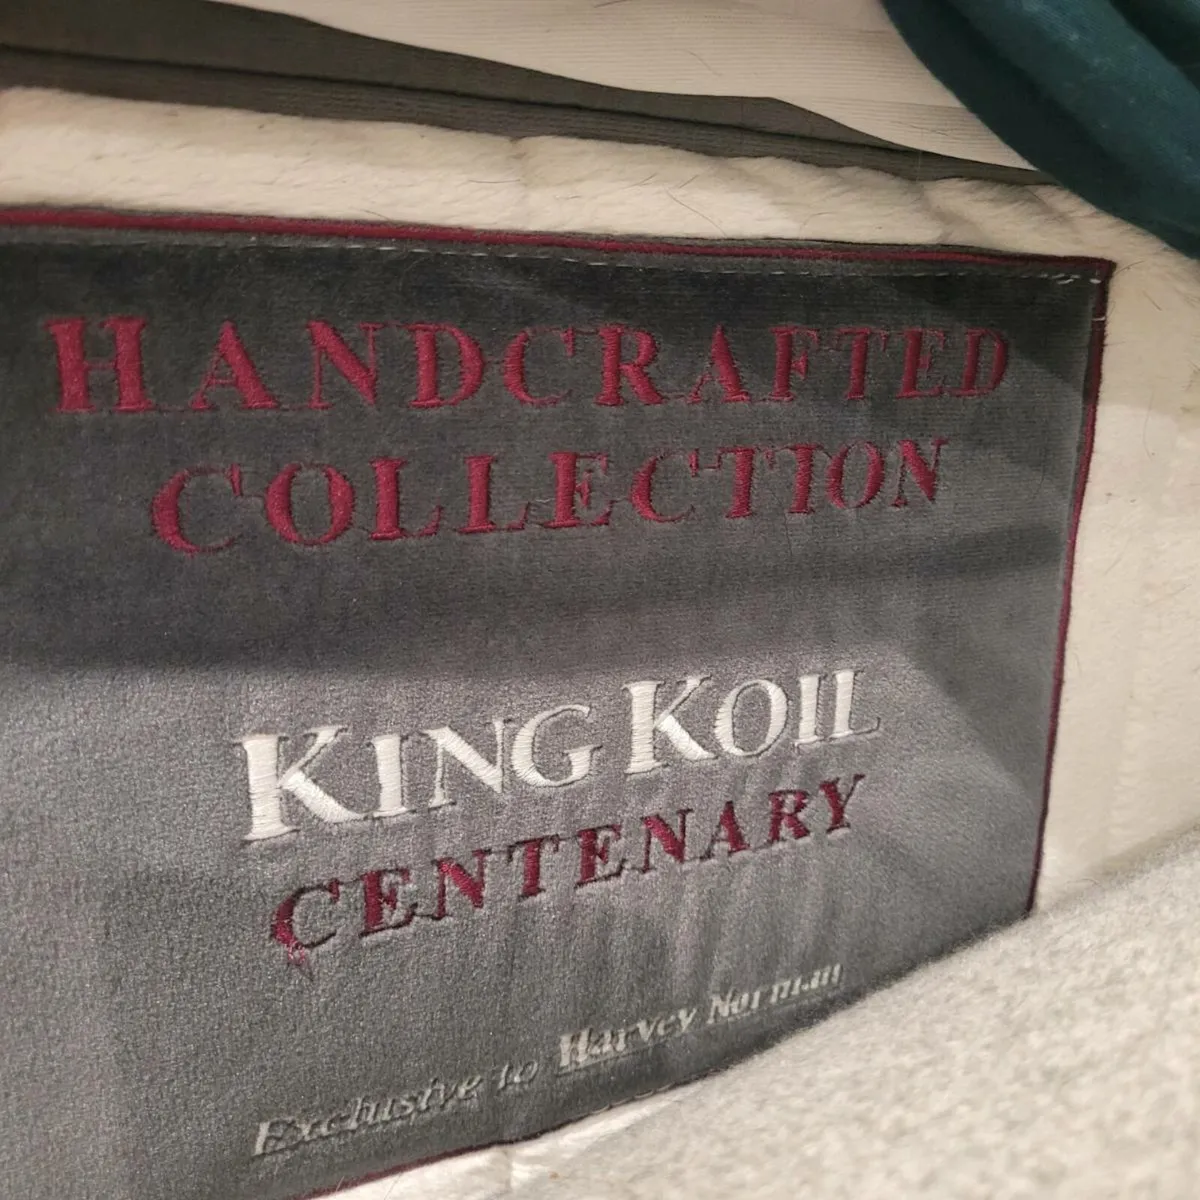 HANDCRAFTED
COLLECTION
KING KOIL
CENTENARY
Exclusive to Harvey Norman